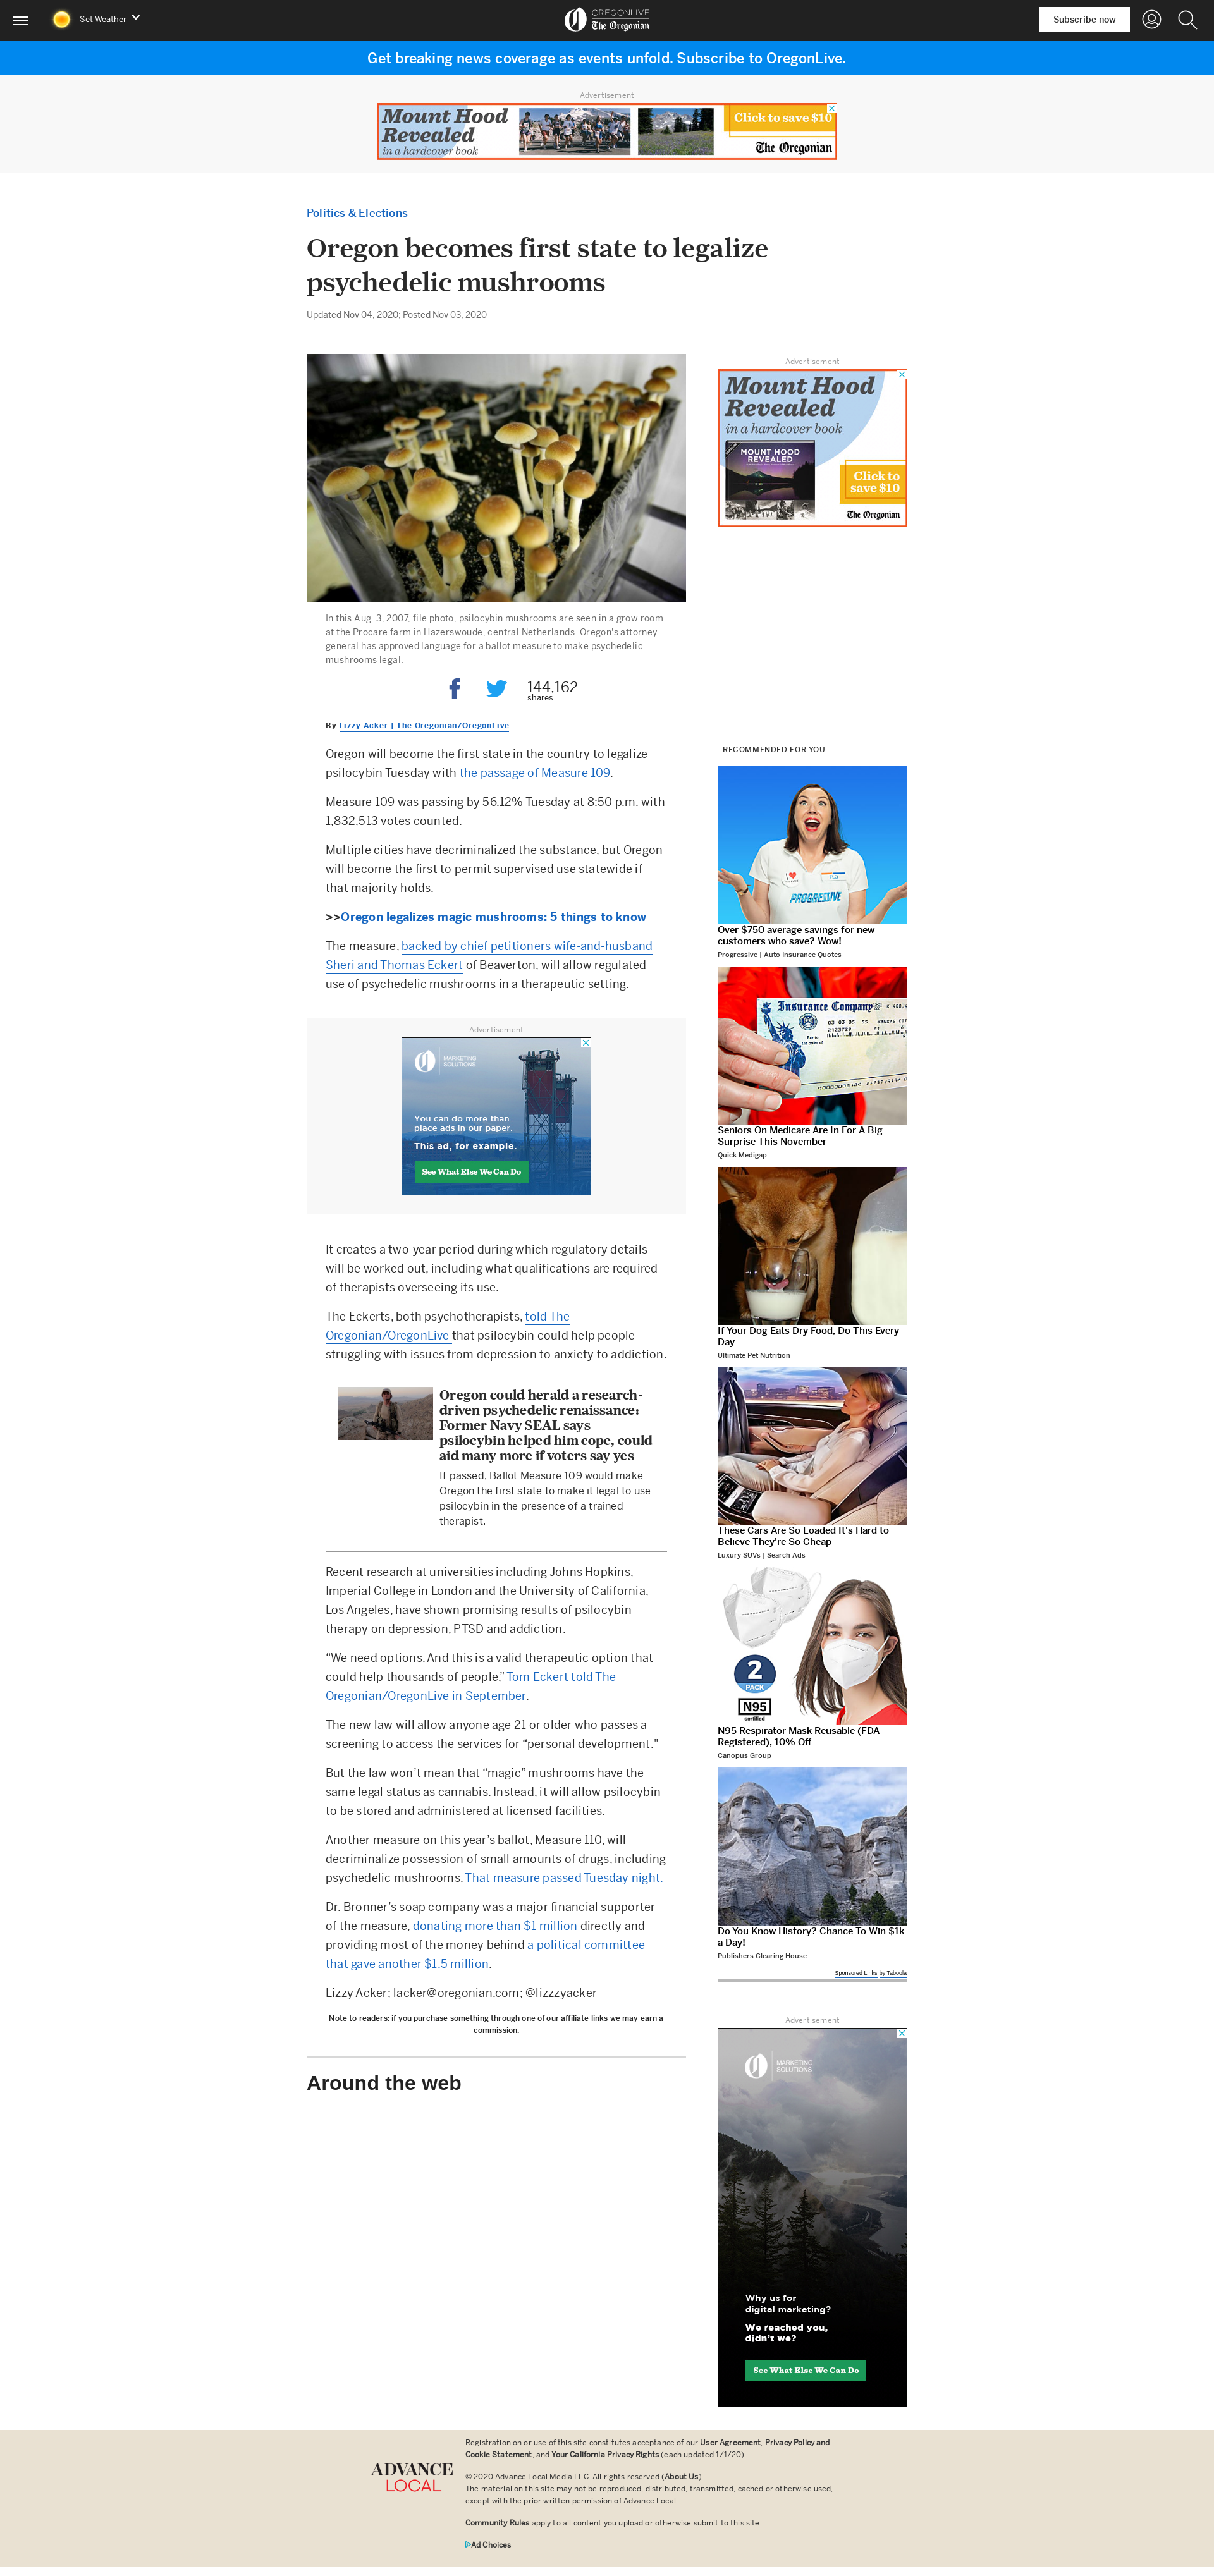 Set Weather
OREGONLIVE
The Oregonian
Subscribe now
Get breaking news coverage as events unfold. Subscribe to OregonLive.
Advertisement
Mount Hood
Revealed
in a hardcover book
Click to save $10
The Oregonian
Politics & Elections
Oregon becomes first state to legalize
psychedelic mushrooms
Updated Nov 04, 2020; Posted Nov 03, 2020
In this Aug. 3, 2007, file photo, psilocybin mushrooms are seen in a grow room
at the Procare farm in Hazerswoude, central Netherlands. Oregon's attorney
general has approved language for a ballot measure to make psychedelic
mushrooms legal.
144,162
shares
By Lizzy Acker | The Oregonian/OregonLive
Oregon will become the first state in the country to legalize
psilocybin Tuesday with the passage of Measure 109.
Measure 109 was passing by 56.12% Tuesday at 8:50 p.m. with
1,832,513 votes counted.
Multiple cities have decriminalized the substance, but Oregon
will become the first to permit supervised use statewide if
that majority holds.
>>Oregon legalizes magic mushrooms: 5 things to know
The measure, backed by chief petitioners wife-and-husband
Sheri and Thomas Eckert of Beaverton, will allow regulated
use of psychedelic mushrooms in a therapeutic setting.
Advertisement
MARKETING
SOLUTIONS
You can do more than
place ads in our paper.
This ad, for example.
See What Else We Can Do
It creates a two-year period during which regulatory details
will be worked out, including what qualifications are required
of therapists overseeing its use.
The Eckerts, both psychotherapists, told The
Oregonian/OregonLive that psilocybin could help people
struggling with issues from depression to anxiety to addiction.
Oregon could herald a research-
driven psychedelic renaissance:
Former Navy SEAL says
psilocybin helped him cope, could
aid many more if voters say yes
If passed, Ballot Measure 109 would make
Oregon the first state to make it legal to use
psilocybin in the presence of a trained
therapist.
Recent research at universities including Johns Hopkins,
Imperial College in London and the University of California,
Los Angeles, have shown promising results of psilocybin
therapy on depression, PTSD and addiction.
“We need options. And this is a valid therapeutic option that
could help thousands of people,” Tom Eckert told The
Oregonian/OregonLive in September.
The new law will allow anyone age 21 or older who passes a
screening to access the services for “personal development."
But the law won’t mean that “magic” mushrooms have the
same legal status as cannabis. Instead, it will allow psilocybin
to be stored and administered at licensed facilities.
Another measure on this year’s ballot, Measure 110, will
decriminalize possession of small amounts of drugs, including
psychedelic mushrooms. That measure passed Tuesday night.
Dr. Bronner’s soap company was a major financial supporter
of the measure, donating more than $1 million directly and
providing most of the money behind a political committee
that gave another $1.5 million.
Lizzy Acker; lacker@oregonian.com; @lizzzyacker
Note to readers: if you purchase something through one of our affiliate links we may earn a
commission.
Around the web
Advertisement
Mount Hood
Revealed
in a hardcover book
MOUNT HOOD
REVEALED
Click to
save $10
The Oregonian
RECOMMENDED FOR YOU
PROGRESSIVE
Over $750 average savings for new
customers who save? Wow!
Progressive | Auto Insurance Quotes
Insurance Company
03 03 05 55 KANSAS CIT
2123729
Pay to
the order of
Seniors On Medicare Are In For A Big
Surprise This November
Quick Medigap
If Your Dog Eats Dry Food, Do This Every
Day
Ultimate Pet Nutrition
These Cars Are So Loaded It's Hard to
Believe They're So Cheap
Luxury SUVs | Search Ads
2
PACK
N95
certified
N95 Respirator Mask Reusable (FDA
Registered), 10% Off
Canopus Group
Do You Know History? Chance To Win $1k
a Day!
Publishers Clearing House
Sponsored Links by Taboola
Advertisement
MARKETING
SOLUTIONS
Why us for
digital marketing?
We reached you,
didn't we?
See What Else We Can Do
ADVANCE
LOCAL
Registration on or use of this site constitutes acceptance of our User Agreement, Privacy Policy and
Cookie Statement, and Your California Privacy Rights (each updated 1/1/20).
© 2020 Advance Local Media LLC. All rights reserved (About Us).
The material on this site may not be reproduced, distributed, transmitted, cached or otherwise used,
except with the prior written permission of Advance Local.
Community Rules apply to all content you upload or otherwise submit to this site.
Ad Choices